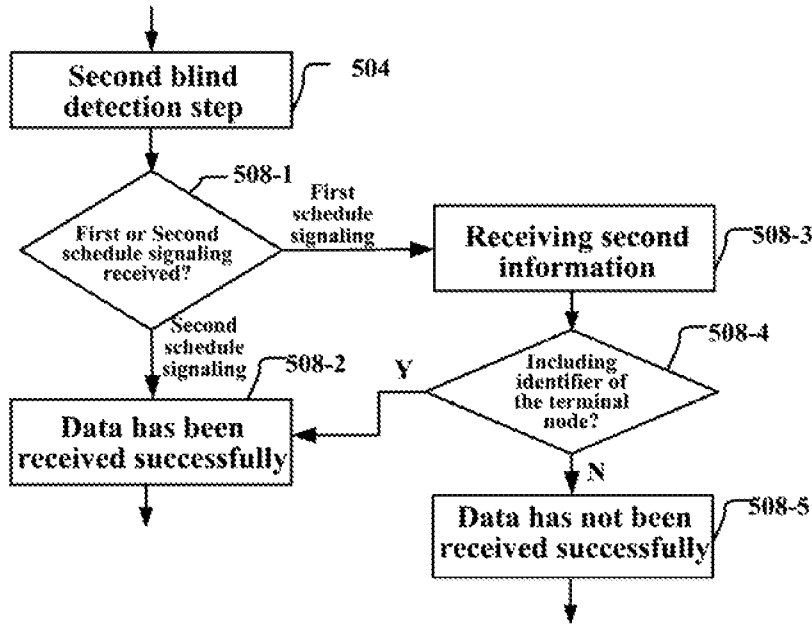 Second blind
detection step
504
508-1
First or Second
schedule signaling
received?
First
schedule
signaling
Receiving second
information
508-3
Second
schedule
signaling
508-2
508-4
Including
identifier of
the terminal
node?
Y
Data has been
received successfully
N
Data has not been
received successfully
508-5